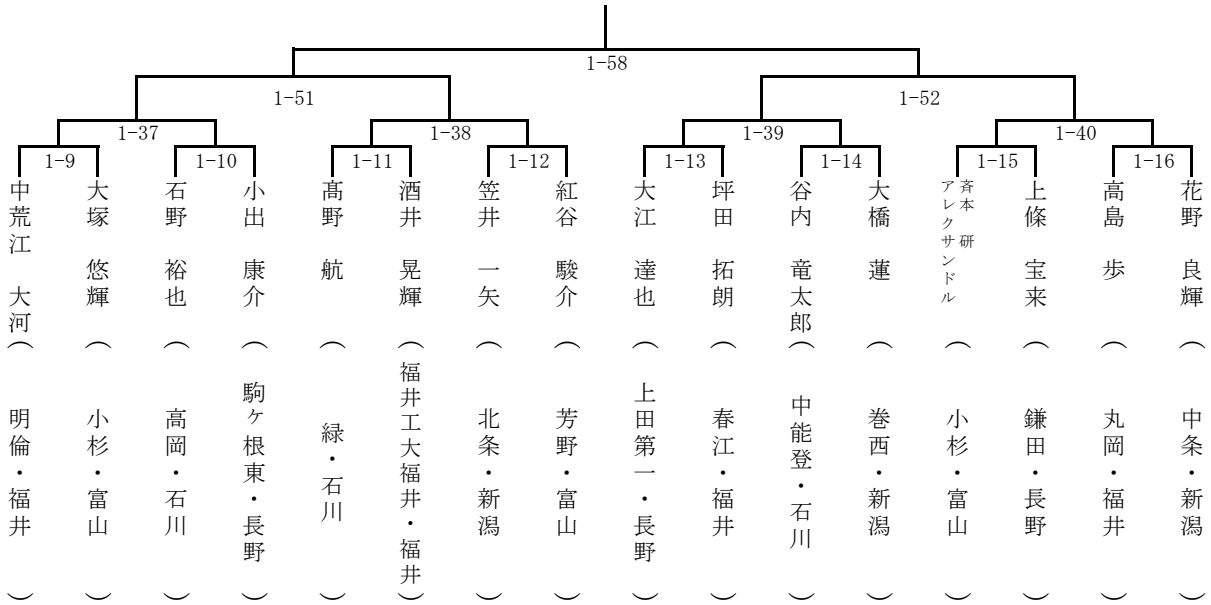 1-58
1-51
1-52
1-37
1-38
1-39
1-40
1-9
1-10
1-11
1-12
1-13
1-14
1-15
1-16
中荒江 大河(明倫・福井)
大塚 悠輝(小杉・富山)
石野 裕也(高岡・石川)
小出 康介(駒ヶ根東・長野)
髙野 航(緑・石川)
酒井 晃輝(福井工大福井・福井)
笠井 一矢(北条・新潟)
紅谷 駿介(芳野・富山)
大江 達也(上田第一・長野)
坪田 拓朗(春江・福井)
谷内 竜太郎(中能登・石川)
大橋 蓮(巻西・新潟)
斉本 研
アレクサンドル
(小杉・富山)
上條 宝来(鎌田・長野)
高島 歩(丸岡・福井)
花野 良輝(中条・新潟)